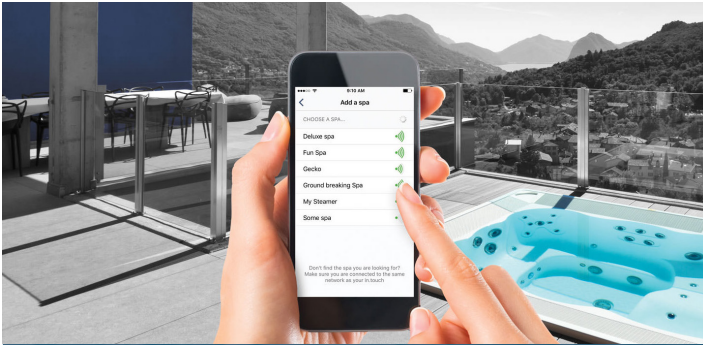 9:10 AM
Add a spa
CHOOSE A SPA...
Deluxe spa
Fun Spa
Gecko
Ground breaking Spa
My Steamer
Some spa
Don't find the spa you are looking for?
Make sure you are connected to the same
network as your in.touch